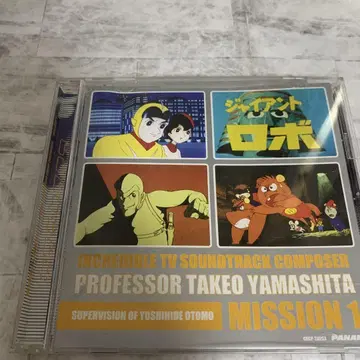 ジャイアント
ロボ
INCREDIBLE TV SOUNDTRACK COMPOSER
PROFESSOR TAKEO YAMASHITA
SUPERVISION OF YOSHIHIDE OTOMO
MISSION 1